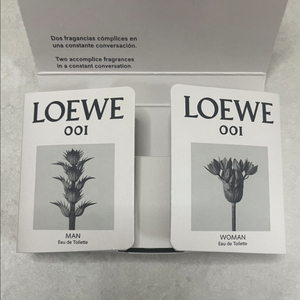 Dos fragancias cómplices en
una constante conversación.
Two accomplice fragrances
in a constant conversation.
LOEWE
001
MAN
Eau de Toilette
LOEWE
001
WOMAN
Eau de Toilette